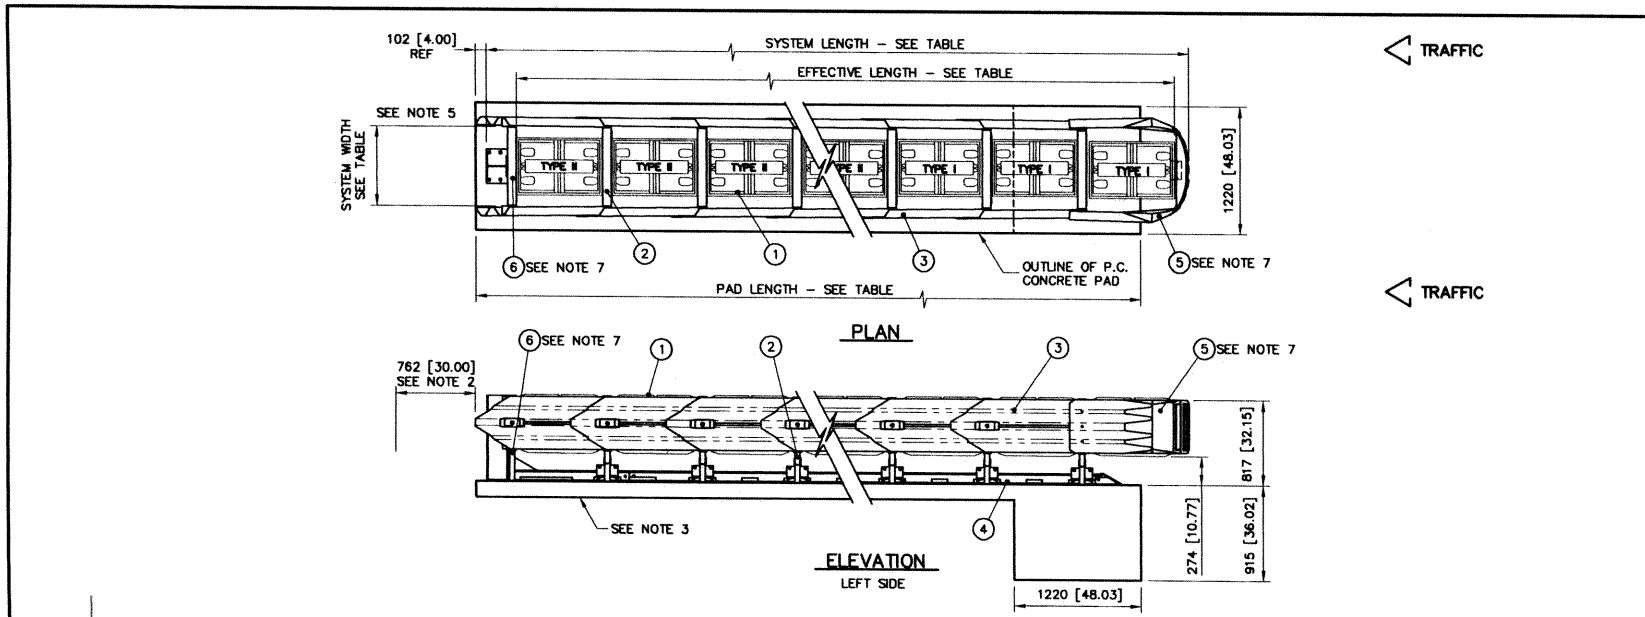 102 [4.00]
REF
SYSTEM LENGTH – SEE TABLE
TRAFFIC
EFFECTIVE LENGTH – SEE TABLE
SEE NOTE 5
SYSTEM WIDTH
SEE TABLE
TYPE II
TYPE II
TYPE II
TYPE II
TYPE I
TYPE I
TYPE I
1220 [48.03]
6 SEE NOTE 7
2
1
3
OUTLINE OF P.C.
CONCRETE PAD
5 SEE NOTE 7
PAD LENGTH – SEE TABLE
TRAFFIC
PLAN
6 SEE NOTE 7
1
2
3
5 SEE NOTE 7
762 [30.00]
SEE NOTE 2
817 [32.15]
SEE NOTE 3
4
274 [10.77]
915 [36.02]
ELEVATION
LEFT SIDE
1220 [48.03]